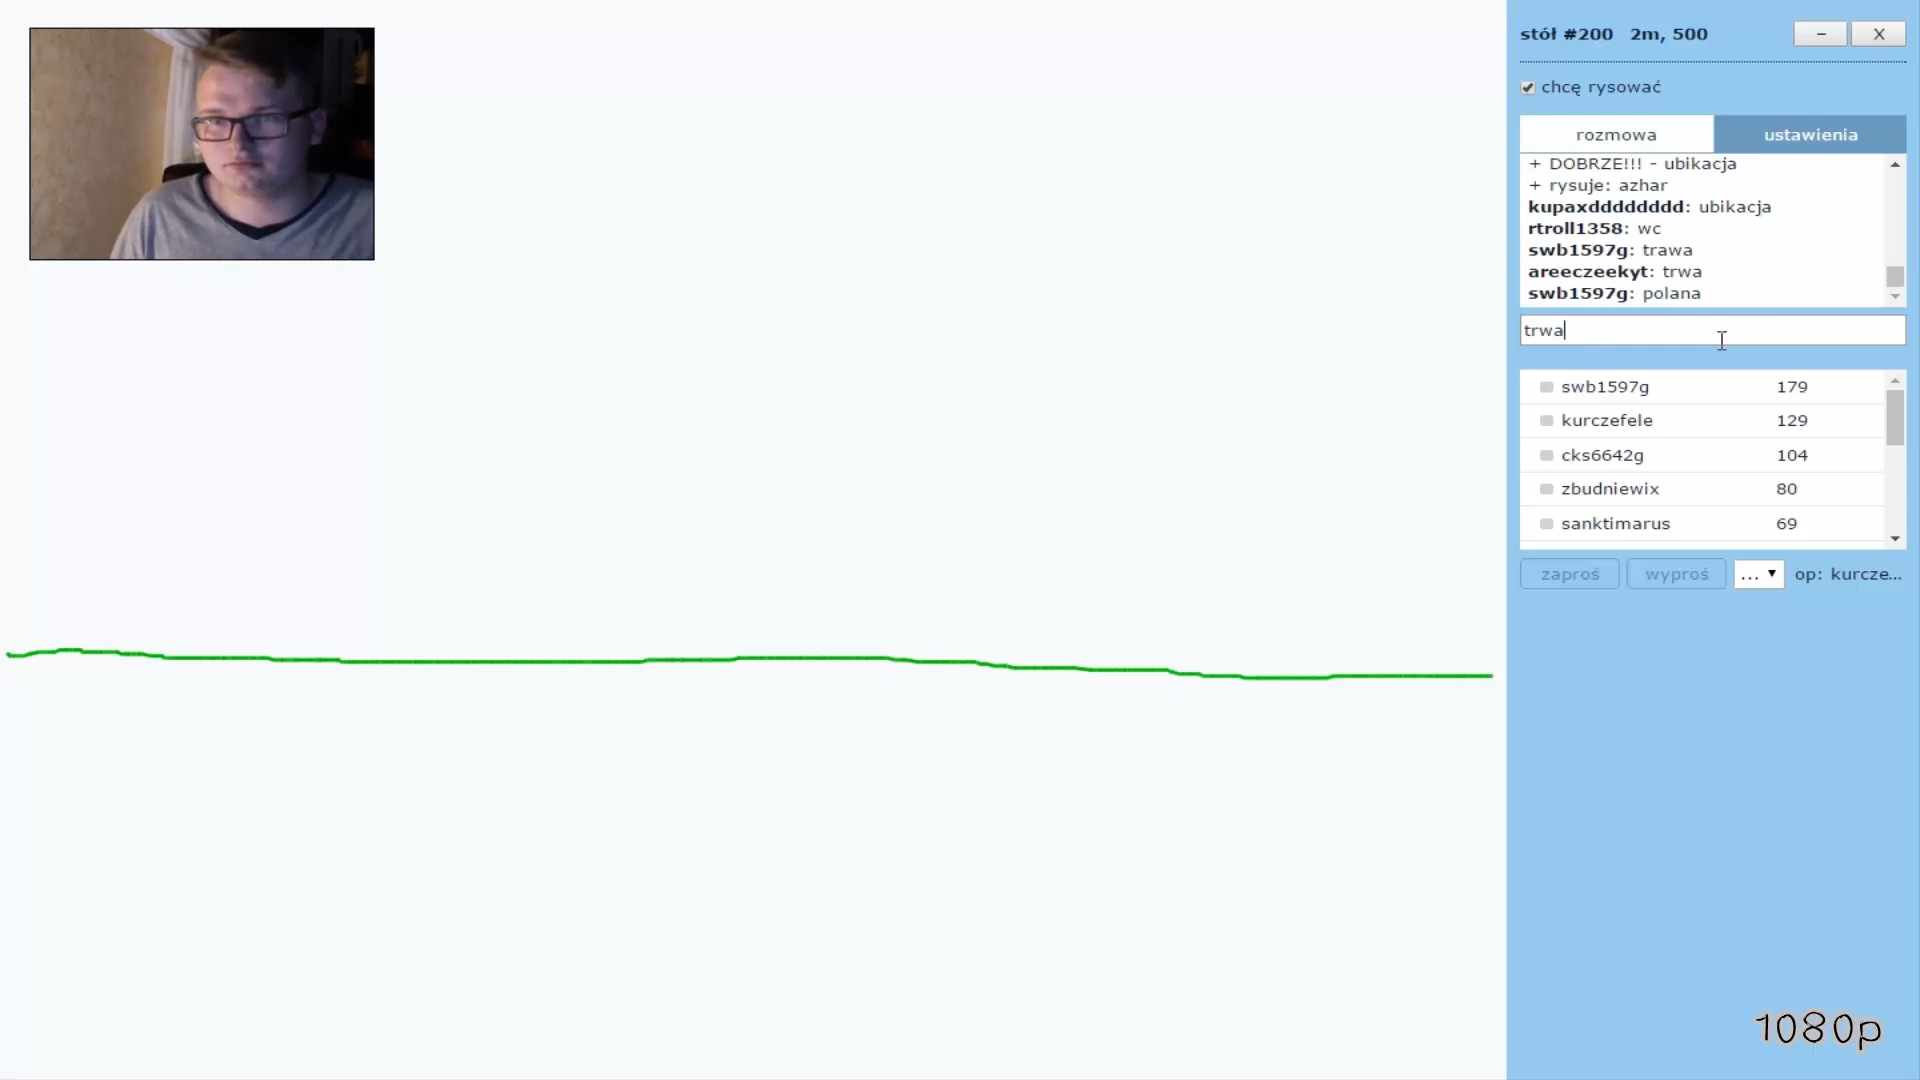 stół #200 2m, 500
– X
chcę rysować
rozmowa ustawienia
+ DOBRZE!!! - ubikacja
+ rysuje: azhar
kupaxdddddddd: ubikacja
rtroll1358: wc
swb1597g: trawa
areeczeekyt: trwa
swb1597g: polana
trwa
swb1597g 179
kurczefele 129
cks6642g 104
zbudniewix 80
sanktimarus 69
zaproś wyproś ... op: kurcze...
1080p